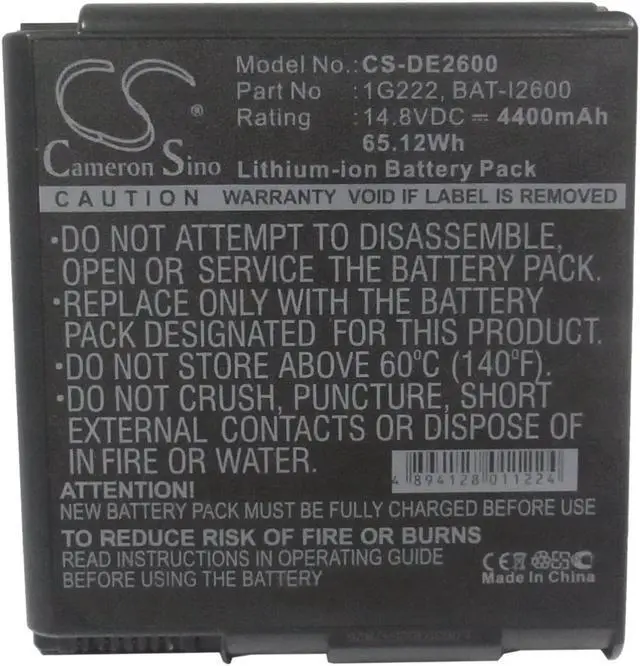 CS
®
Cameron Sino
Model No.: CS-DE2600
Part No : 1G222, BAT-I2600
Rating : 14.8VDC ⎓ 4400mAh
65.12Wh
Lithium-ion Battery Pack
CAUTION WARRANTY VOID IF LABEL IS REMOVED
·DO NOT ATTEMPT TO DISASSEMBLE,
OPEN OR SERVICE THE BATTERY PACK.
·REPLACE ONLY WITH THE BATTERY
PACK DESIGNATED FOR THIS PRODUCT.
·DO NOT STORE ABOVE 60°C (140°F).
·DO NOT CRUSH, PUNCTURE, SHORT
EXTERNAL CONTACTS OR DISPOSE OF
IN FIRE OR WATER.
4 894128 011224
ATTENTION!
NEW BATTERY PACK MUST BE FULLY CHARGED BEFORE USE
TO REDUCE RISK OF FIRE OR BURNS
READ INSTRUCTIONS IN OPERATING GUIDE
BEFORE USING THE BATTERY
CE
Made In China